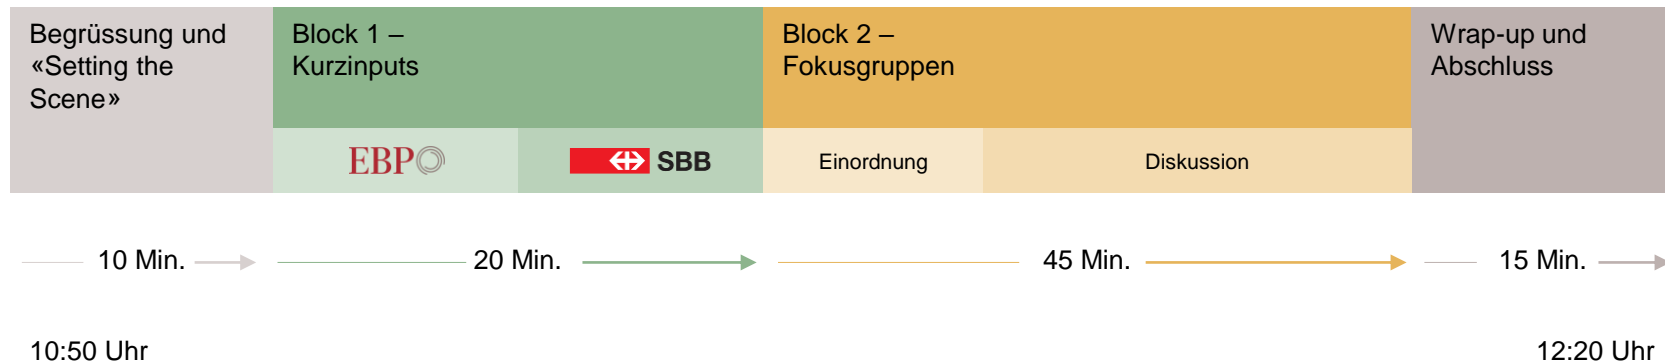 Begrüssung und
«Setting the
Scene»
Block 1 –
Kurzinputs
Block 2 –
Fokusgruppen
Wrap-up und
Abschluss
EBP
SBB
Einordnung
Diskussion
10 Min.
20 Min.
45 Min.
15 Min.
10:50 Uhr
12:20 Uhr